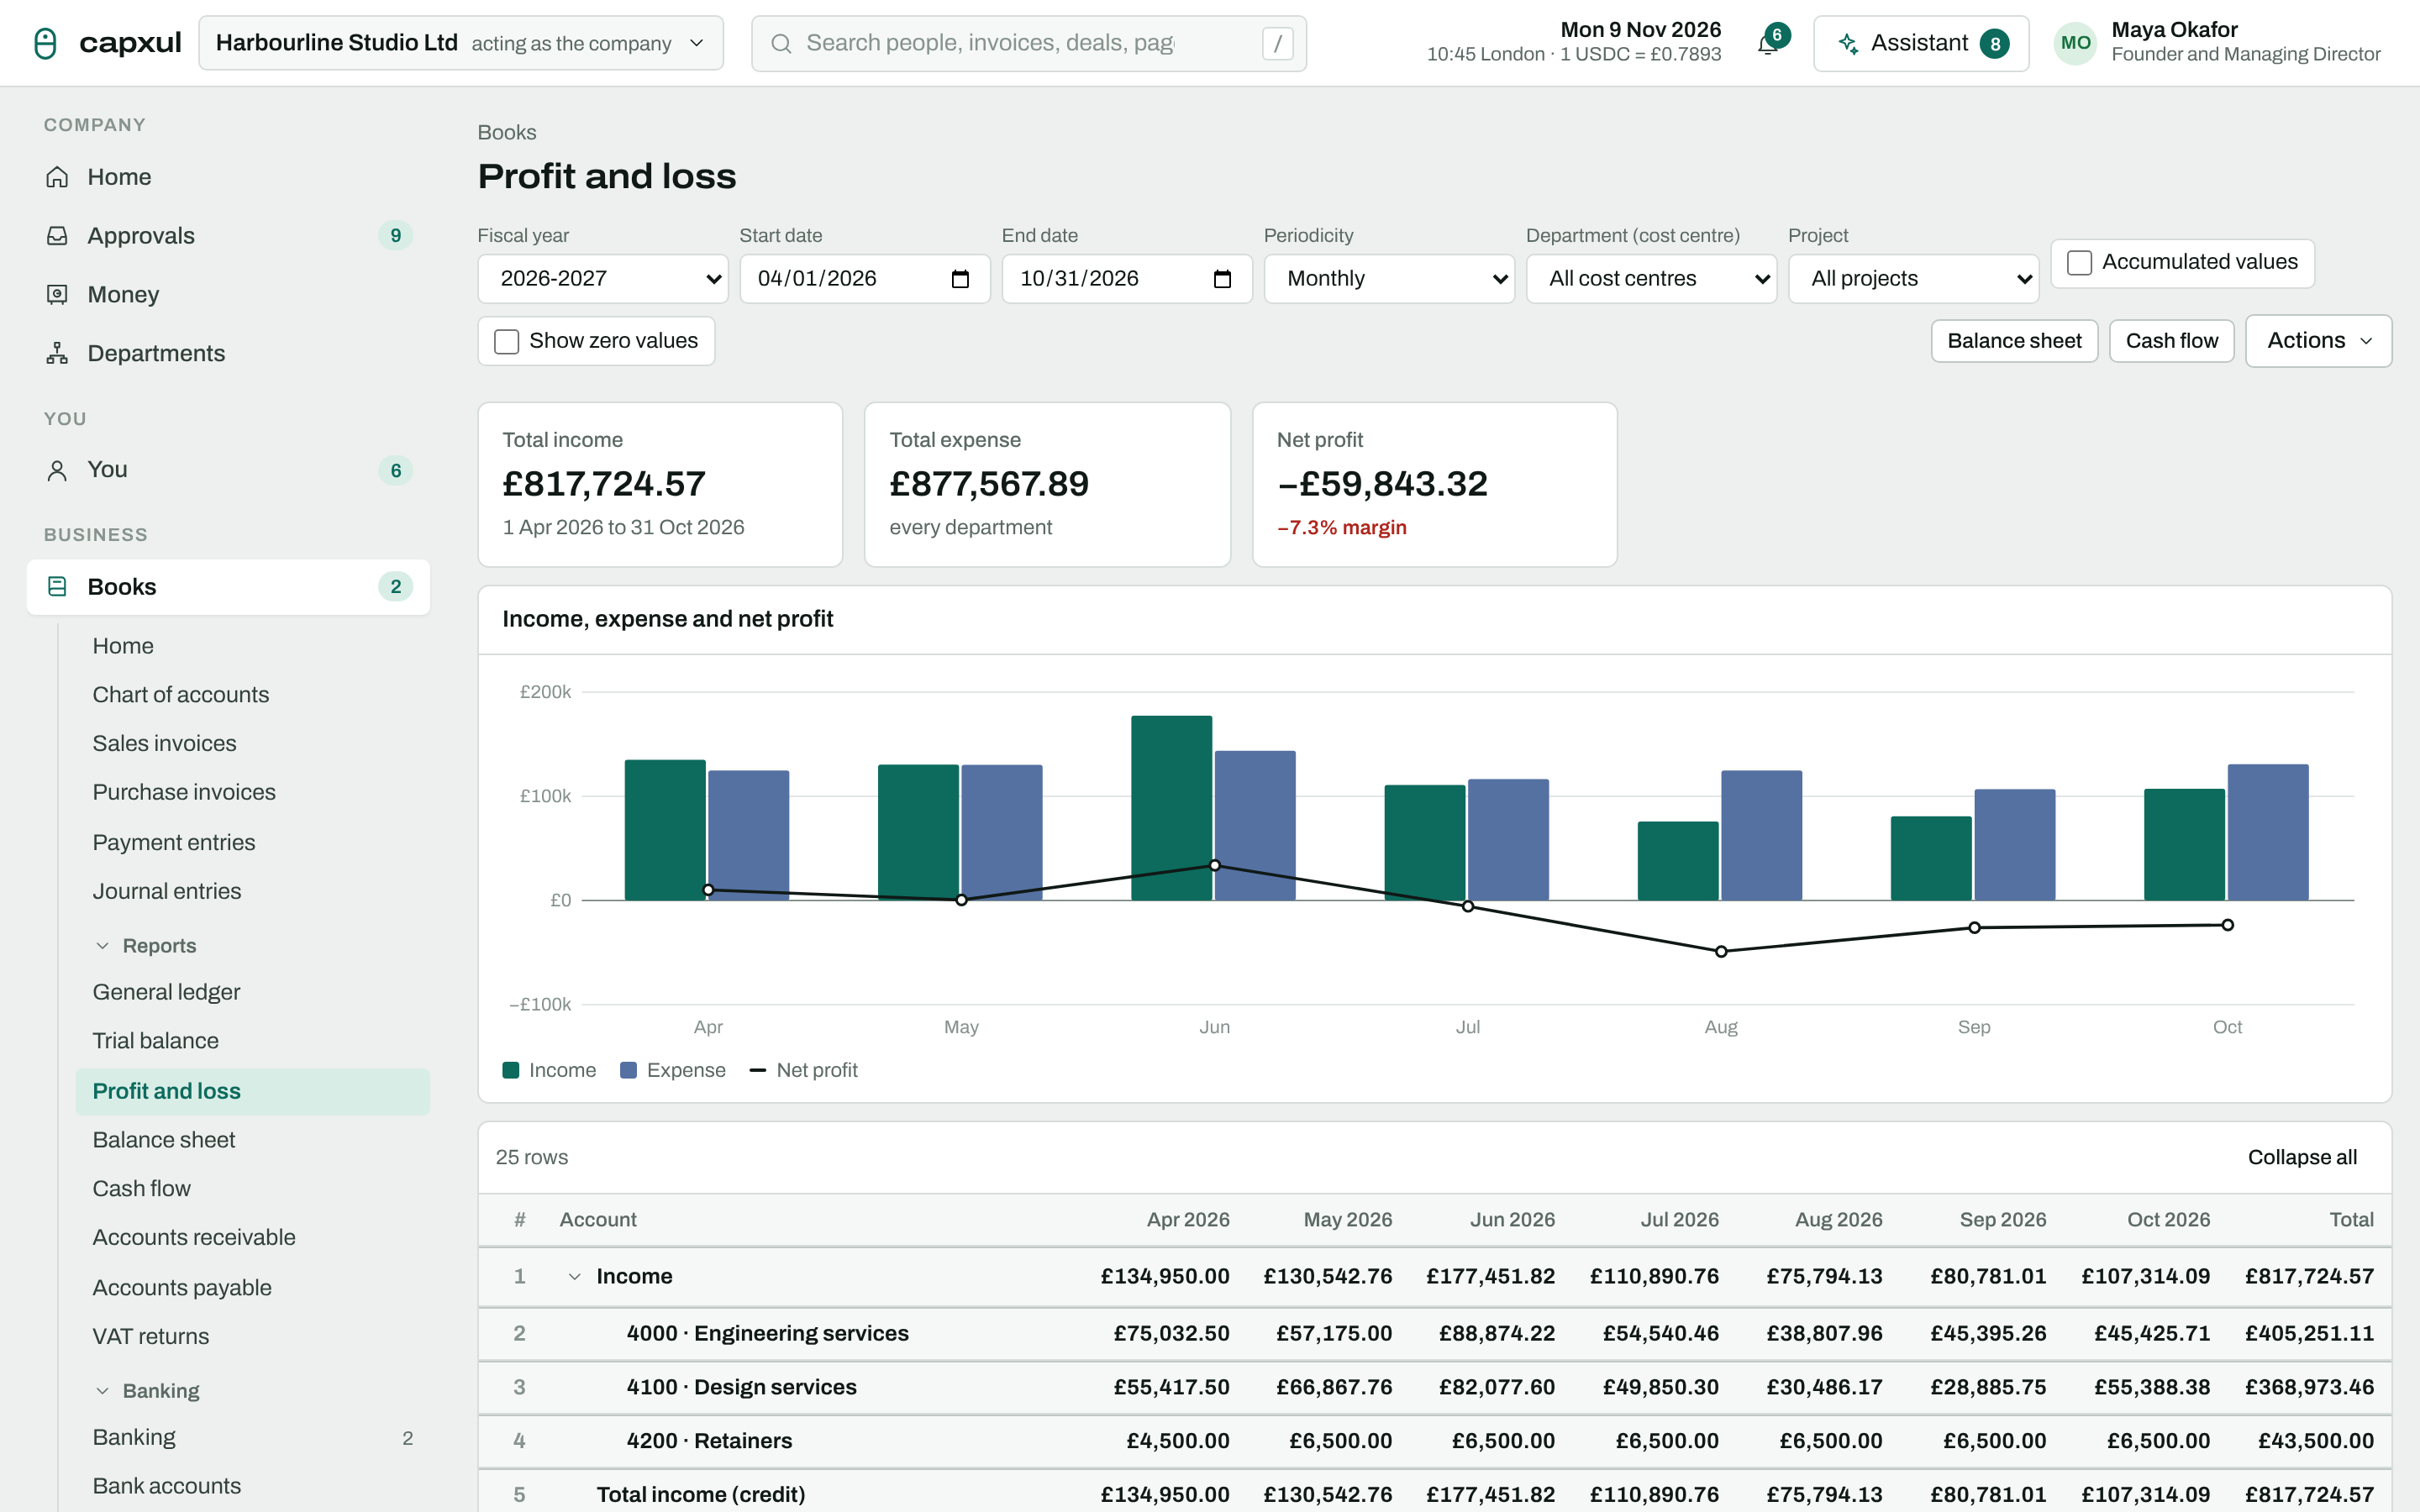 capxul
Harbourline Studio Ltd acting as the company
Search people, invoices, deals, pag
/
Mon 9 Nov 2026
10:45 London · 1 USDC = £0.7893
6
Assistant 8
MO
Maya Okafor
Founder and Managing Director
COMPANY
Home
Approvals 9
Money
Departments
YOU
You 6
BUSINESS
Books 2
Home
Chart of accounts
Sales invoices
Purchase invoices
Payment entries
Journal entries
Reports
General ledger
Trial balance
Profit and loss
Balance sheet
Cash flow
Accounts receivable
Accounts payable
VAT returns
Banking
Banking 2
Bank accounts
Books
Profit and loss
Fiscal year Start date End date Periodicity Department (cost centre) Project
2026-2027 04/01/2026 10/31/2026 Monthly All cost centres All projects Accumulated values
Show zero values Balance sheet Cash flow Actions
Total income
£817,724.57
1 Apr 2026 to 31 Oct 2026
Total expense
£877,567.89
every department
Net profit
−£59,843.32
−7.3% margin
Income, expense and net profit
£200k
£100k
£0
−£100k
Apr May Jun Jul Aug Sep Oct
Income Expense Net profit
25 rows Collapse all
# Account Apr 2026 May 2026 Jun 2026 Jul 2026 Aug 2026 Sep 2026 Oct 2026 Total
1 Income £134,950.00 £130,542.76 £177,451.82 £110,890.76 £75,794.13 £80,781.01 £107,314.09 £817,724.57
2 4000 · Engineering services £75,032.50 £57,175.00 £88,874.22 £54,540.46 £38,807.96 £45,395.26 £45,425.71 £405,251.11
3 4100 · Design services £55,417.50 £66,867.76 £82,077.60 £49,850.30 £30,486.17 £28,885.75 £55,388.38 £368,973.46
4 4200 · Retainers £4,500.00 £6,500.00 £6,500.00 £6,500.00 £6,500.00 £6,500.00 £6,500.00 £43,500.00
5 Total income (credit) £134,950.00 £130,542.76 £177,451.82 £110,890.76 £75,794.13 £80,781.01 £107,314.09 £817,724.57